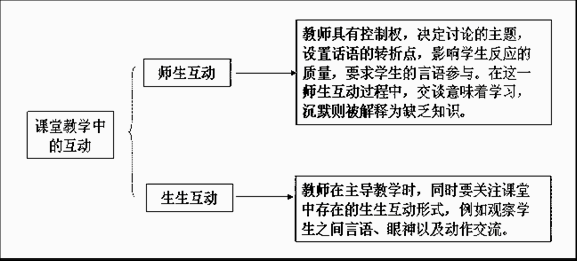 课堂教学中
的互动
师生互动
教师具有控制权，决定讨论的主题，
设置话语的转折点，影响学生反应的
质量，要求学生的言语参与。在这一
师生互动过程中，交谈意味着学习，
沉默则被解释为缺乏知识。
生生互动
教师在主导教学时，同时要关注课堂
中存在的生生互动形式，例如观察学
生之间言语、眼神以及动作交流。